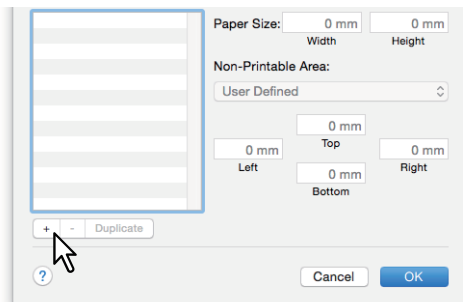 Paper Size: 0 mm 0 mm
Width Height
Non-Printable Area:
User Defined
0 mm
Top
0 mm 0 mm
Left Right
0 mm
Bottom
+ - Duplicate
? Cancel OK